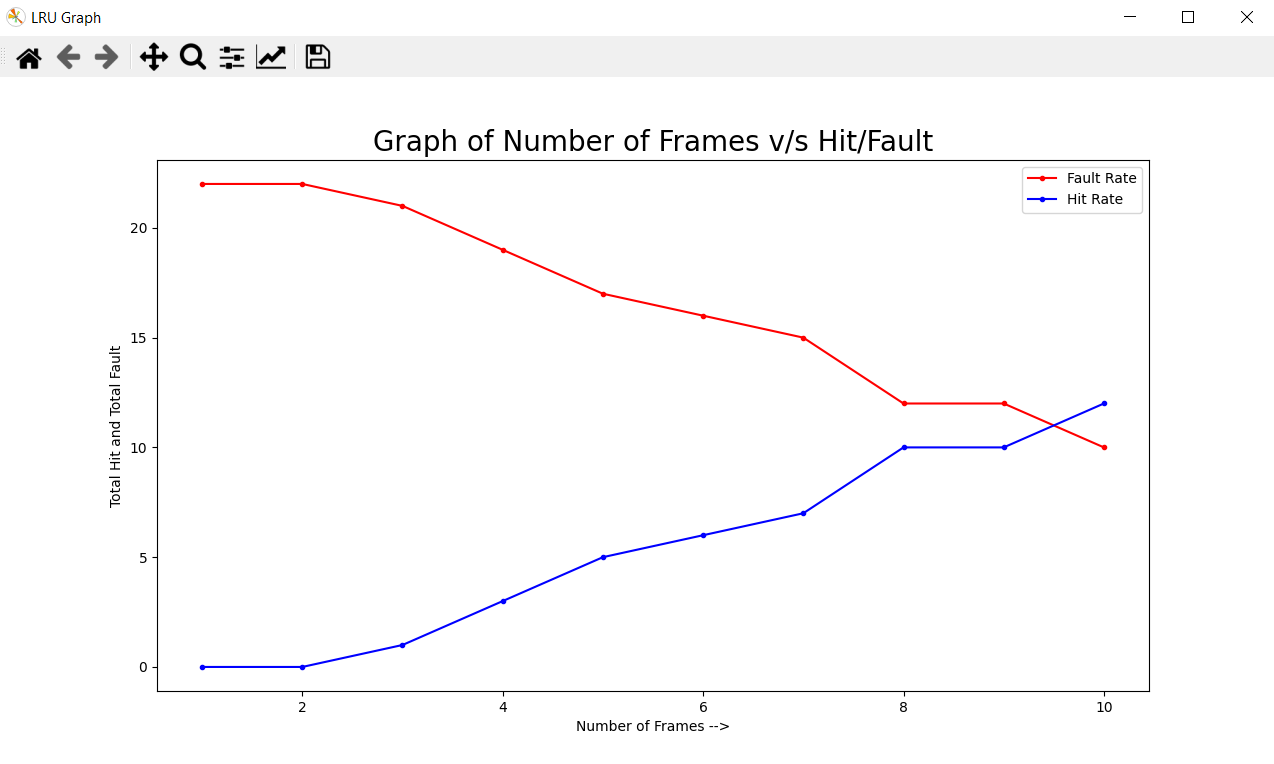 LRU Graph
Graph of Number of Frames v/s Hit/Fault
Fault Rate
Hit Rate
20
15
10
5
0
Total Hit and Total Fault
2 4 6 8 10
Number of Frames -->